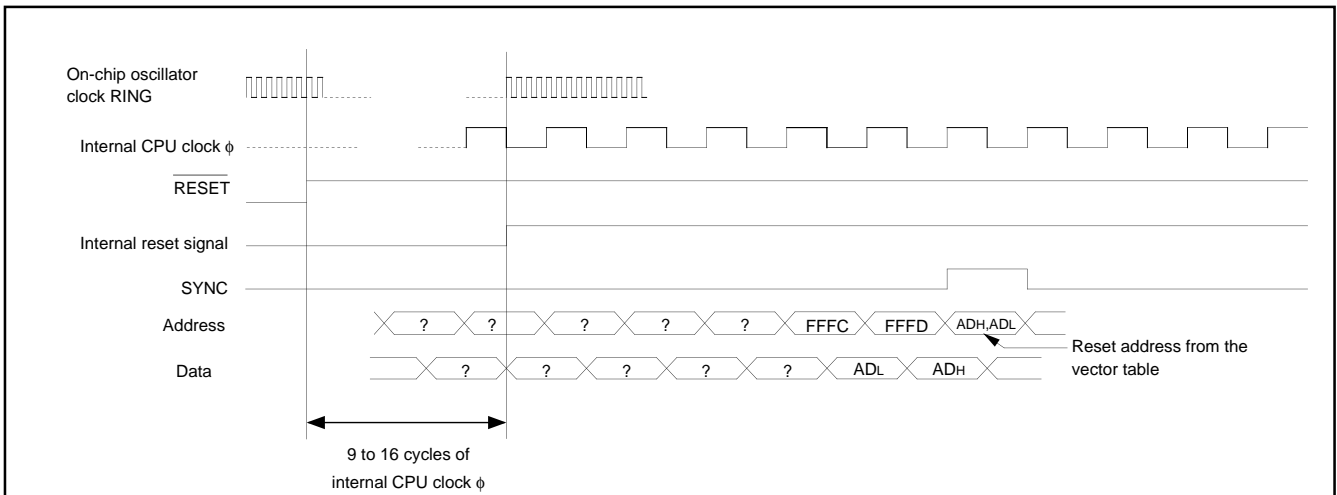 On-chip oscillator
clock RING
Internal CPU clock ϕ
RESET
Internal reset signal
SYNC
Address
? ? ? ? ? FFFC FFFD ADH,ADL
Reset address from the
vector table
Data
? ? ? ? ? ADL ADH
9 to 16 cycles of
internal CPU clock ϕ